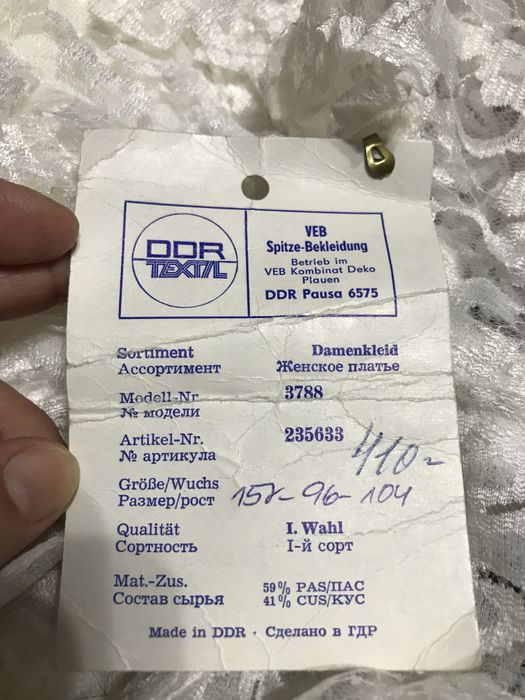 DDR
TEXTIL
VEB
Spitze-Bekleidung
Betrieb im
VEB Kombinat Deko
Plauen
DDR Pausa 6575
Sortiment Damenkleid
Ассортимент Женское платье
Modell-Nr. 3788
№ модели
Artikel-Nr. 235633
№ артикула
410-
Größe/Wuchs
Размер/рост 158-96-104
Qualität I. Wahl
Сортность I-й сорт
Mat.-Zus. 59% PAS/ПАС
Состав сырья 41% CUS/КУС
Made in DDR · Сделано в ГДР